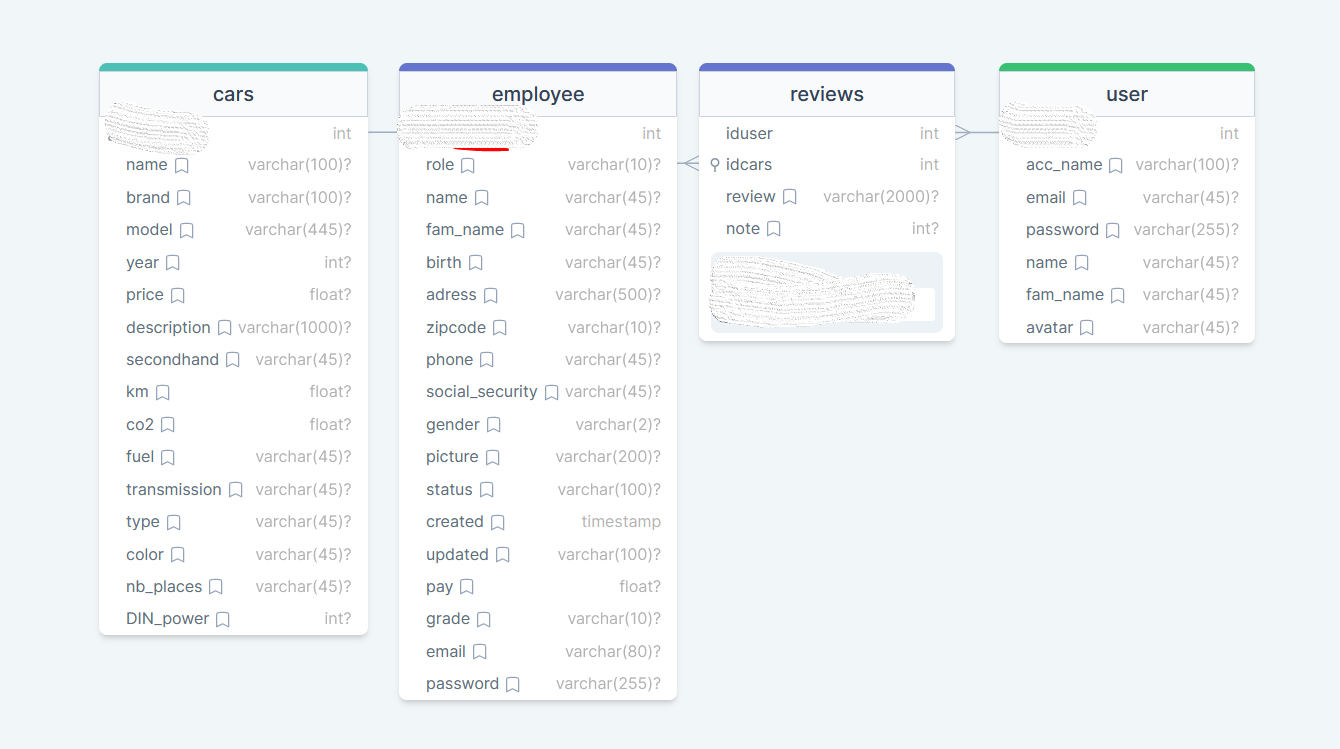 cars
int
name varchar(100)?
brand varchar(100)?
model varchar(445)?
year int?
price float?
description varchar(1000)?
secondhand varchar(45)?
km float?
co2 float?
fuel varchar(45)?
transmission varchar(45)?
type varchar(45)?
color varchar(45)?
nb_places varchar(45)?
DIN_power int?
employee
int
role varchar(10)?
name varchar(45)?
fam_name varchar(45)?
birth varchar(45)?
adress varchar(500)?
zipcode varchar(10)?
phone varchar(45)?
social_security varchar(45)?
gender varchar(2)?
picture varchar(200)?
status varchar(100)?
created timestamp
updated varchar(100)?
pay float?
grade varchar(10)?
email varchar(80)?
password varchar(255)?
reviews
iduser int
idcars int
review varchar(2000)?
note int?
user
int
acc_name varchar(100)?
email varchar(45)?
password varchar(255)?
name varchar(45)?
fam_name varchar(45)?
avatar varchar(45)?